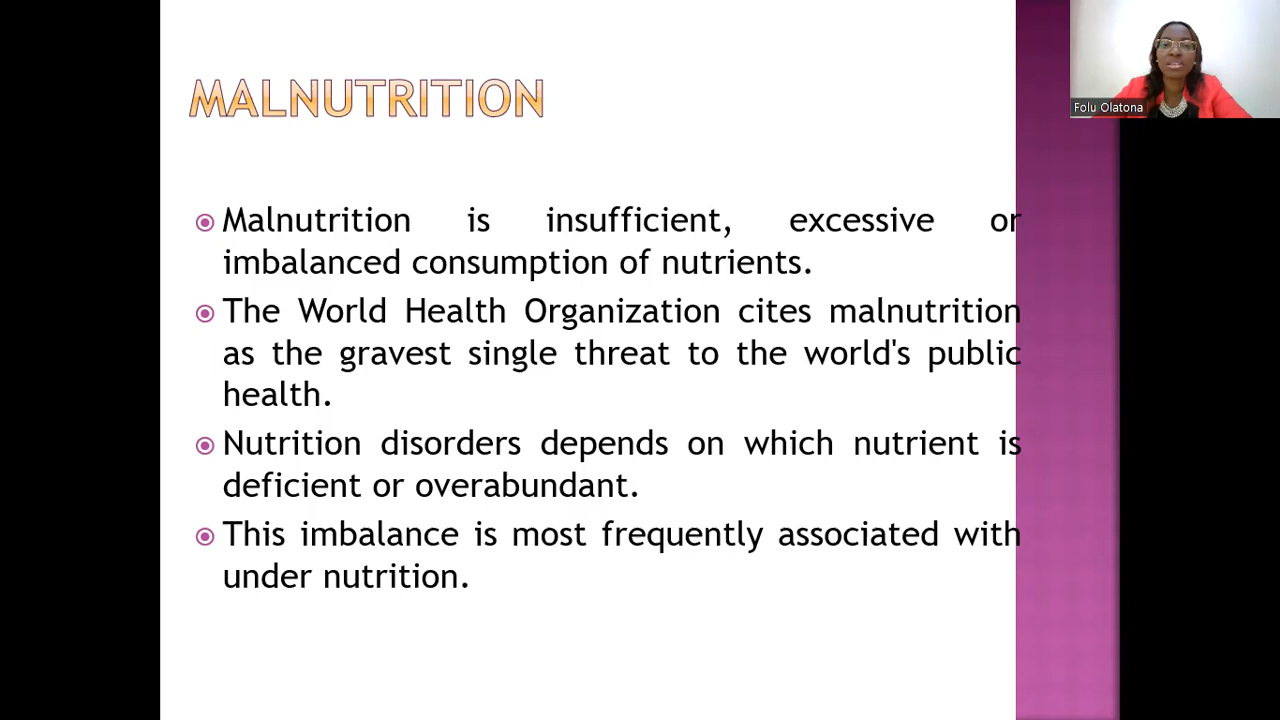 MALNUTRITION
Folu Olatona
Malnutrition is insufficient, excessive or
imbalanced consumption of nutrients.
The World Health Organization cites malnutrition
as the gravest single threat to the world's public
health.
Nutrition disorders depends on which nutrient is
deficient or overabundant.
This imbalance is most frequently associated with
under nutrition.